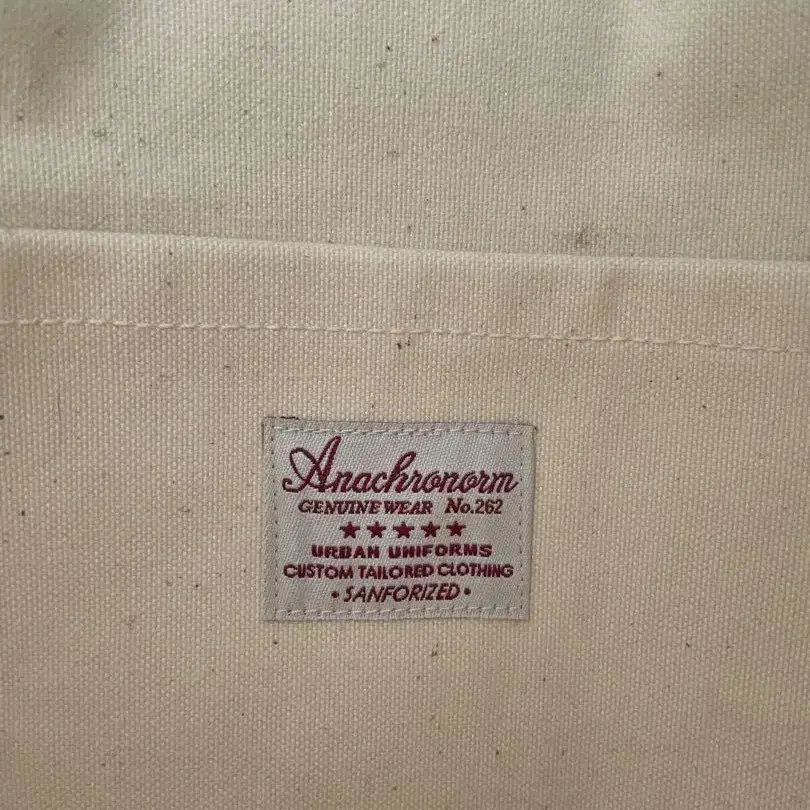 Anachronorm
GENUINE WEAR No.262
★★★★★
URBAN UNIFORMS
CUSTOM TAILORED CLOTHING
• SANFORIZED •